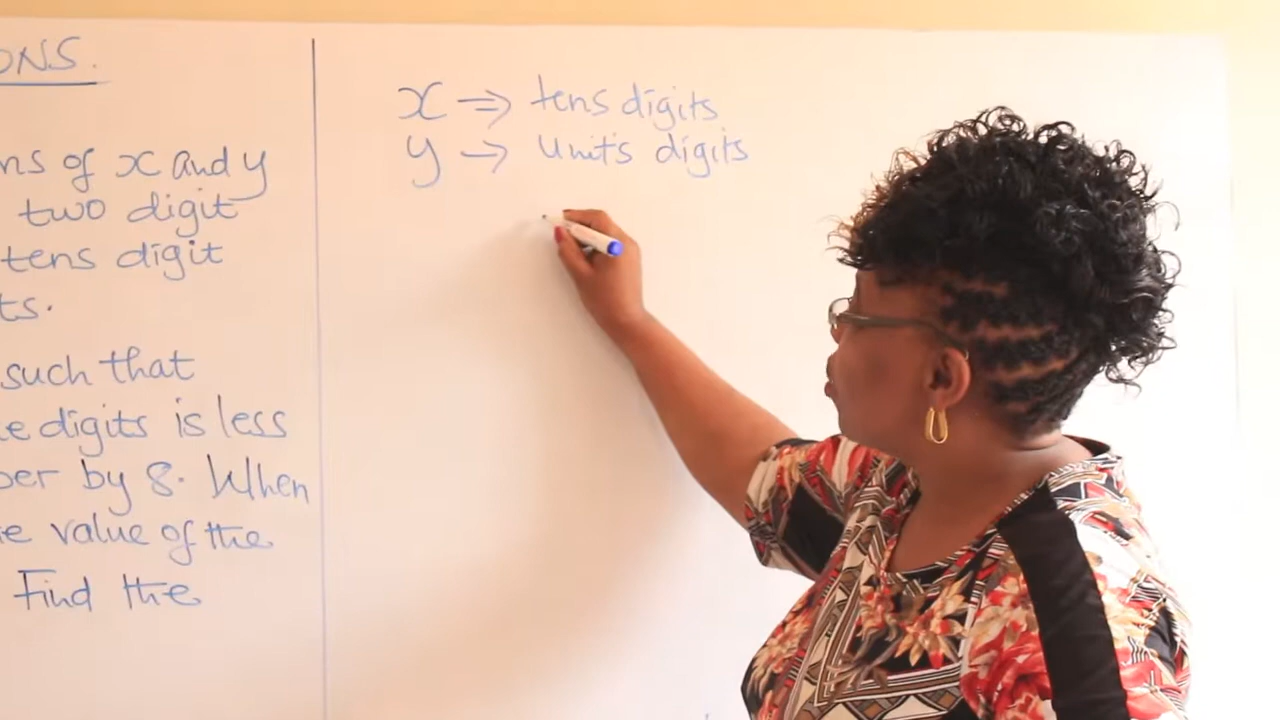 ONS.
ns of x and y
two digit
tens digit
ts.
such that
e digits is less
ber by 8. When
e value of the
Find the
x ⇒ tens digits
y → units digits